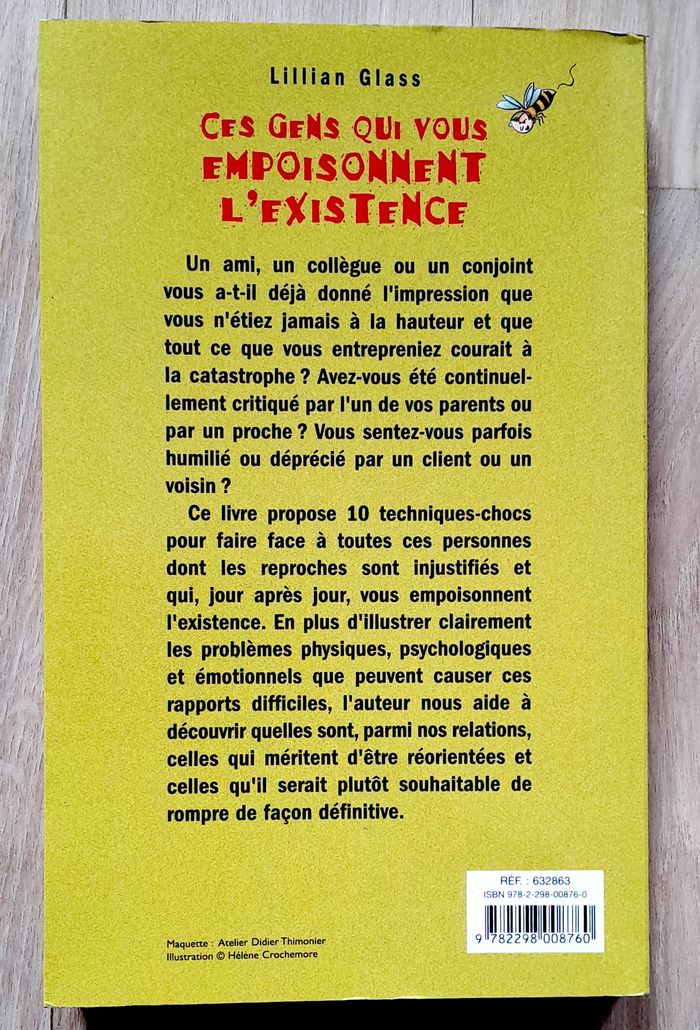 Lillian Glass
CES GENS QUI VOUS
EMPOISONNENT
L'EXISTENCE
Un ami, un collègue ou un conjoint
vous a-t-il déjà donné l'impression que
vous n'étiez jamais à la hauteur et que
tout ce que vous entrepreniez courait à
la catastrophe ? Avez-vous été continuel-
lement critiqué par l'un de vos parents ou
par un proche ? Vous sentez-vous parfois
humilié ou déprécié par un client ou un
voisin ?
Ce livre propose 10 techniques-chocs
pour faire face à toutes ces personnes
dont les reproches sont injustifiés et
qui, jour après jour, vous empoisonnent
l'existence. En plus d'illustrer clairement
les problèmes physiques, psychologiques
et émotionnels que peuvent causer ces
rapports difficiles, l'auteur nous aide à
découvrir quelles sont, parmi nos relations,
celles qui méritent d'être réorientées et
celles qu'il serait plutôt souhaitable de
rompre de façon définitive.
RÉF. : 632863
ISBN 978-2-298-00876-0
9 782298 008760
Maquette : Atelier Didier Thimonier
Illustration © Hélène Crochemore